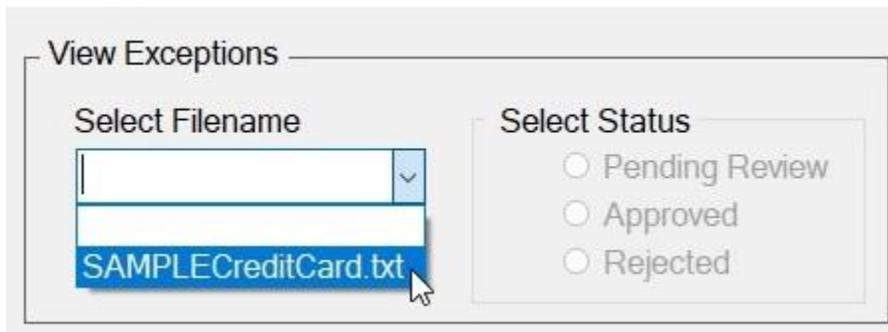 View Exceptions
Select Filename
SAMPLECreditCard.txt
Select Status
Pending Review
Approved
Rejected